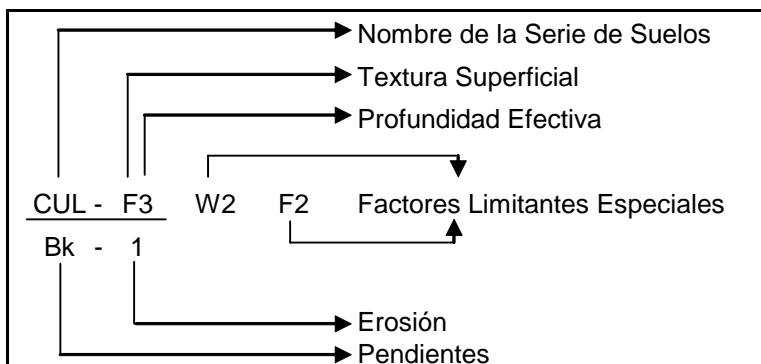 Nombre de la Serie de Suelos
Textura Superficial
Profundidad Efectiva
CUL - F3 W2 F2 Factores Limitantes Especiales
Bk - 1
Erosión
Pendientes